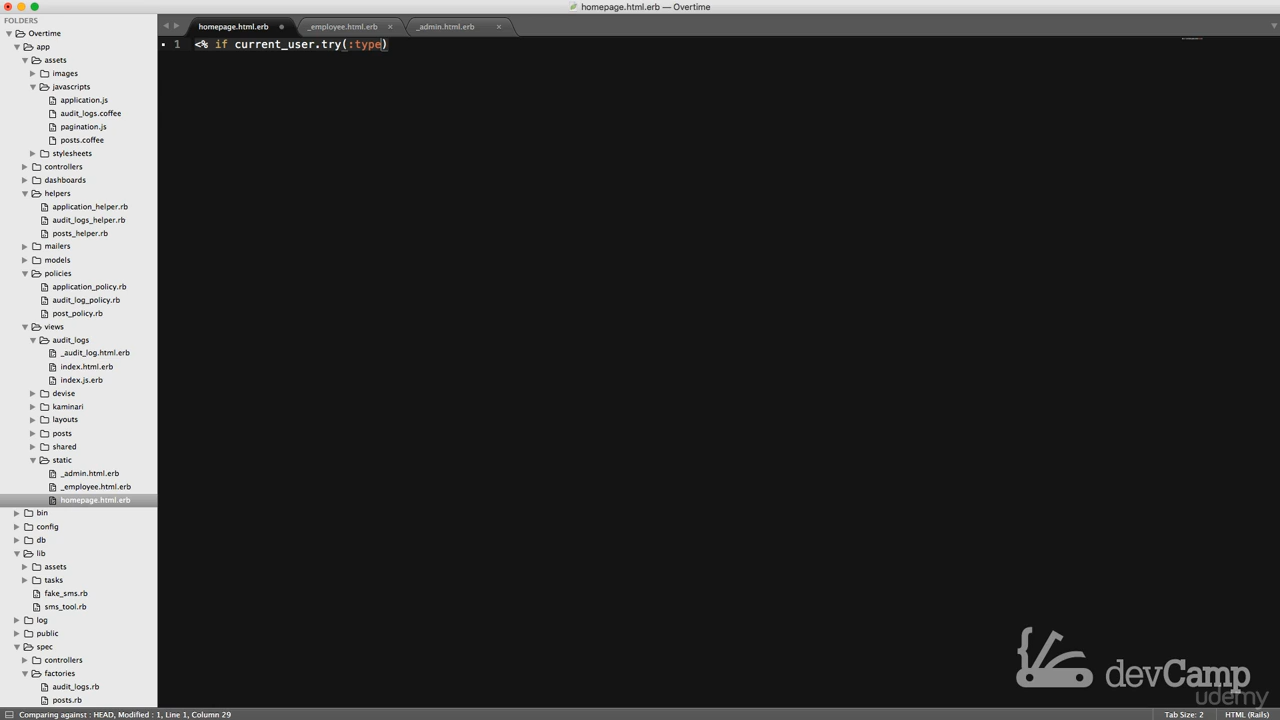 homepage.html.erb — Overtime
FOLDERS
Overtime
app
assets
images
javascripts
application.js
audit_logs.coffee
pagination.js
posts.coffee
stylesheets
controllers
dashboards
helpers
application_helper.rb
audit_logs_helper.rb
posts_helper.rb
mailers
models
policies
application_policy.rb
audit_log_policy.rb
post_policy.rb
views
audit_logs
_audit_log.html.erb
index.html.erb
index.js.erb
devise
kaminari
layouts
posts
shared
static
_admin.html.erb
_employee.html.erb
homepage.html.erb
bin
config
db
lib
assets
tasks
fake_sms.rb
sms_tool.rb
log
public
spec
controllers
factories
audit_logs.rb
posts.rb
homepage.html.erb _employee.html.erb _admin.html.erb
1 <% if current_user.try(:type)
devCamp
udemy
Comparing against : HEAD, Modified : 1, Line 1, Column 29 Tab Size: 2 HTML (Rails)